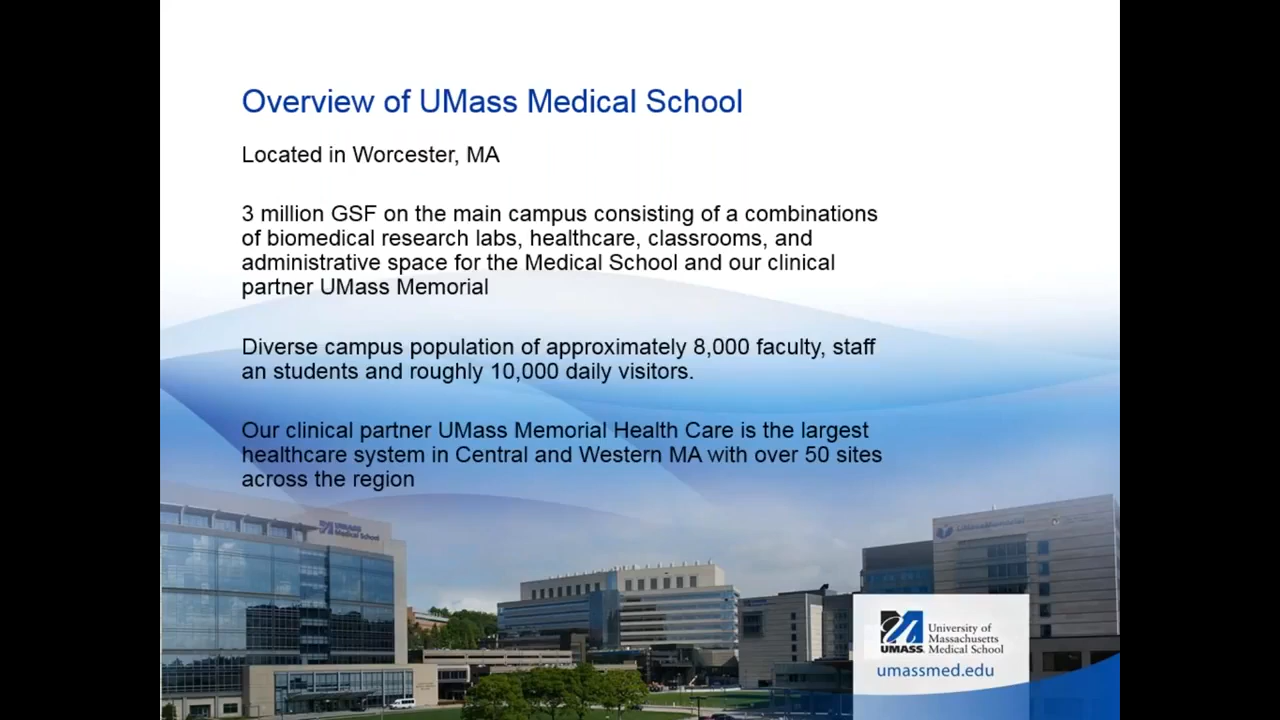 Overview of UMass Medical School
Located in Worcester, MA
3 million GSF on the main campus consisting of a combinations
of biomedical research labs, healthcare, classrooms, and
administrative space for the Medical School and our clinical
partner UMass Memorial
Diverse campus population of approximately 8,000 faculty, staff
an students and roughly 10,000 daily visitors.
Our clinical partner UMass Memorial Health Care is the largest
healthcare system in Central and Western MA with over 50 sites
across the region
UMASS
Medical School
UMassMemorial
University of
Massachusetts
UMASS. Medical School
umassmed.edu